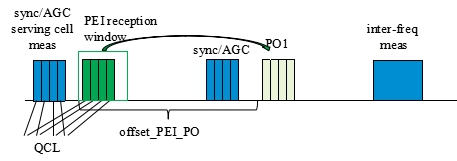 sync/AGC
serving cell
meas
PEI reception
window
sync/AGC
PO1
inter-freq
meas
QCL
offset_PEI_PO